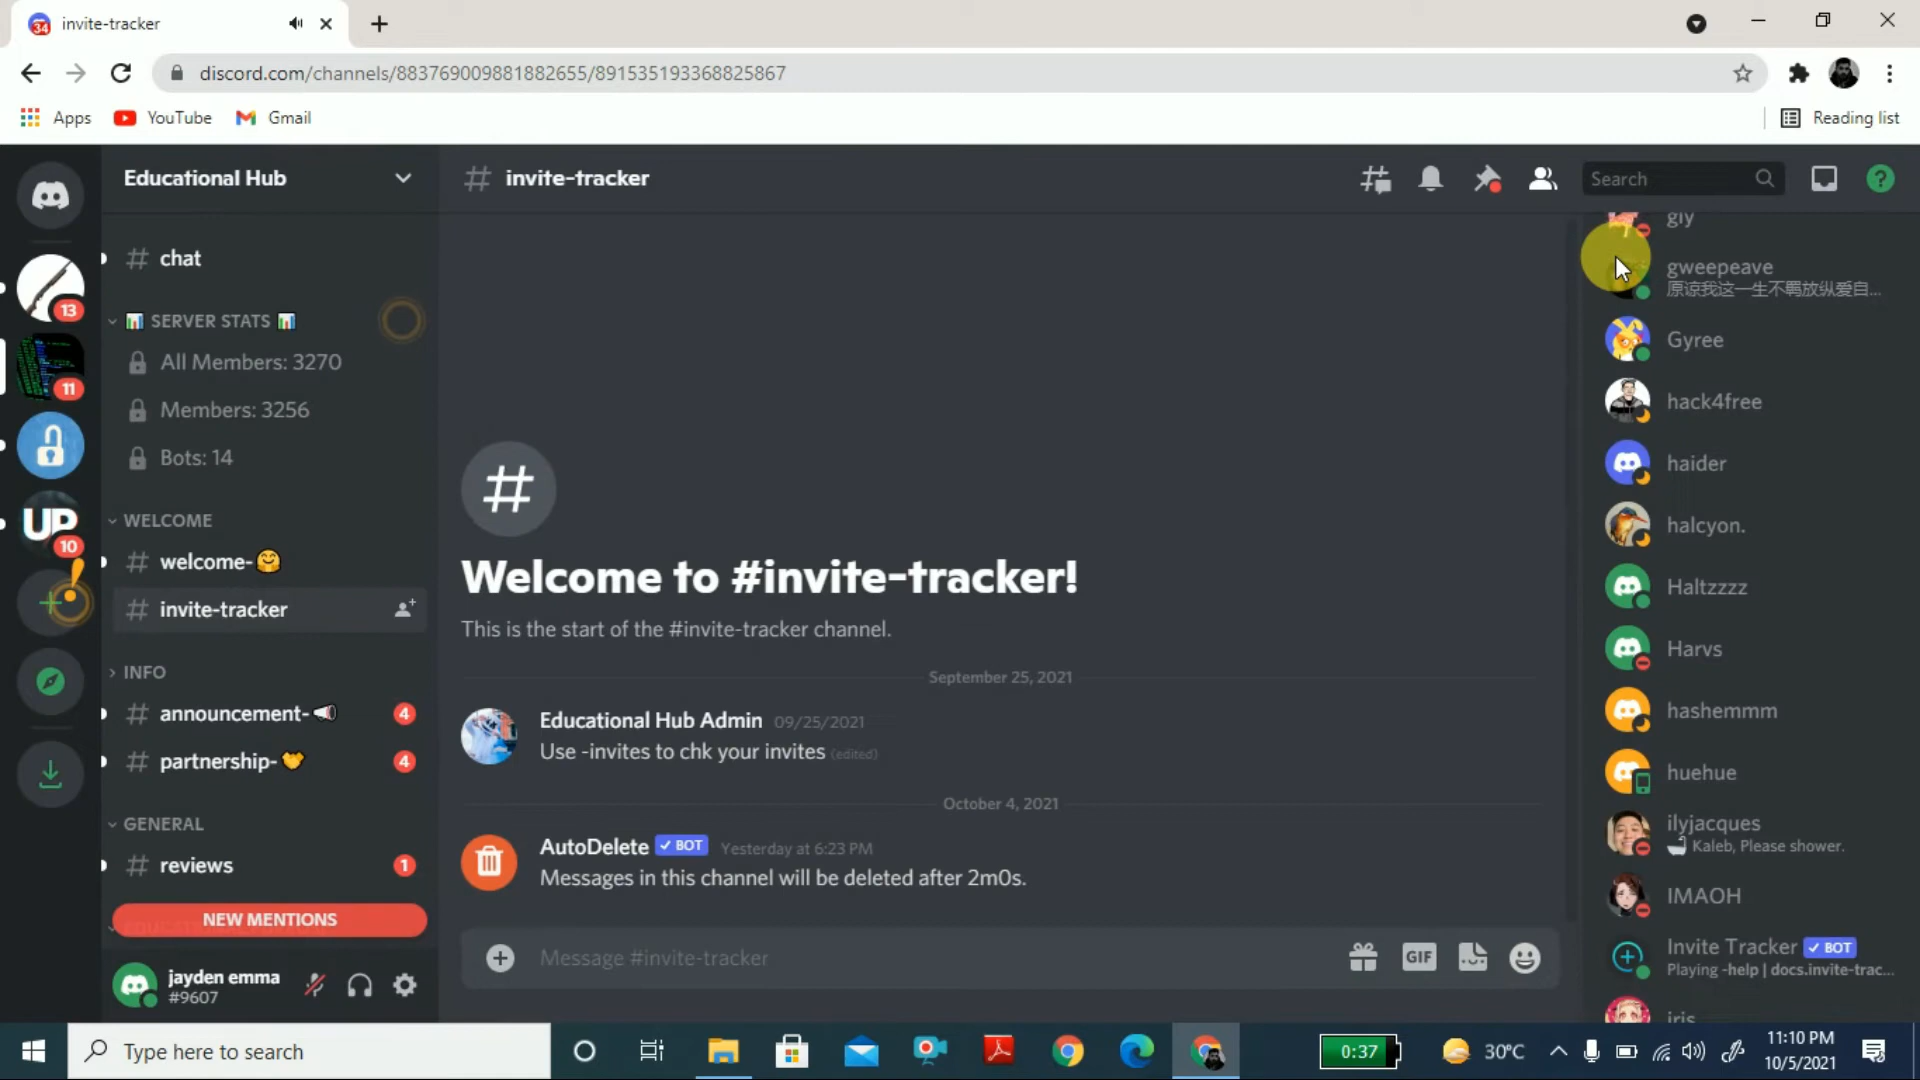 34
invite-tracker
discord.com/channels/883769009881882655/891535193368825867
Apps
YouTube
Gmail
Reading list
Educational Hub
invite-tracker
Search
?
13
11
UP
10
chat
SERVER STATS
All Members: 3270
Members: 3256
Bots: 14
WELCOME
welcome-🤗
invite-tracker
INFO
announcement-📢
4
partnership-🤝
4
GENERAL
reviews
1
NEW MENTIONS
jayden emma
#9607
#
Welcome to #invite-tracker!
This is the start of the #invite-tracker channel.
September 25, 2021
Educational Hub Admin 09/25/2021
Use -invites to chk your invites (edited)
October 4, 2021
AutoDelete ✓ BOT Yesterday at 6:23 PM
Messages in this channel will be deleted after 2m0s.
Message #invite-tracker
GIF
gweepeave
原谅我这一生不羁放纵爱自...
Gyree
hack4free
haider
halcyon.
Haltzzzz
Harvs
hashemmm
huehue
ilyjacques
🛁 Kaleb, Please shower.
IMAOH
Invite Tracker ✓ BOT
Playing -help | docs.invite-trac...
Type here to search
0:37
30°C
11:10 PM
10/5/2021